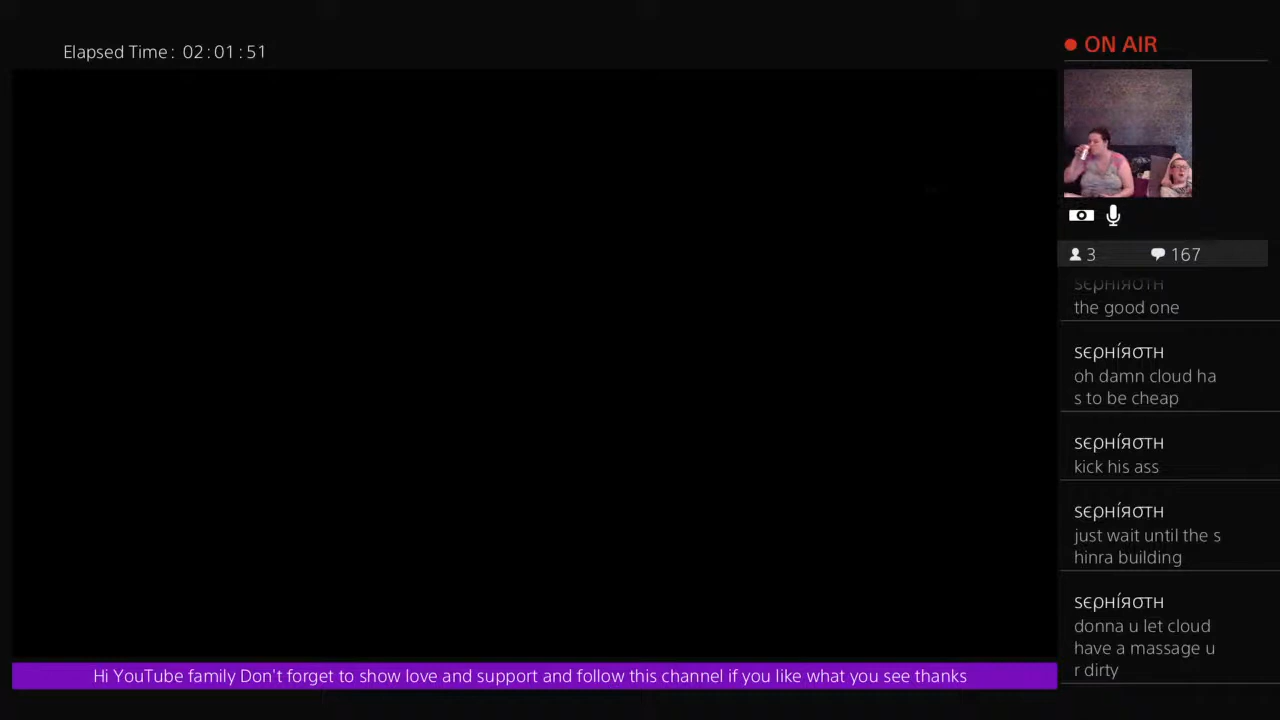 Elapsed Time: 02:01:51
ON AIR
3 167
sєρнíяσтн
the good one
sєρнíяσтн
oh damn cloud ha
s to be cheap
sєρнíяσтн
kick his ass
sєρнíяσтн
just wait until the s
hinra building
sєρнíяσтн
donna u let cloud
have a massage u
r dirty
Hi YouTube family Don't forget to show love and support and follow this channel if you like what you see thanks